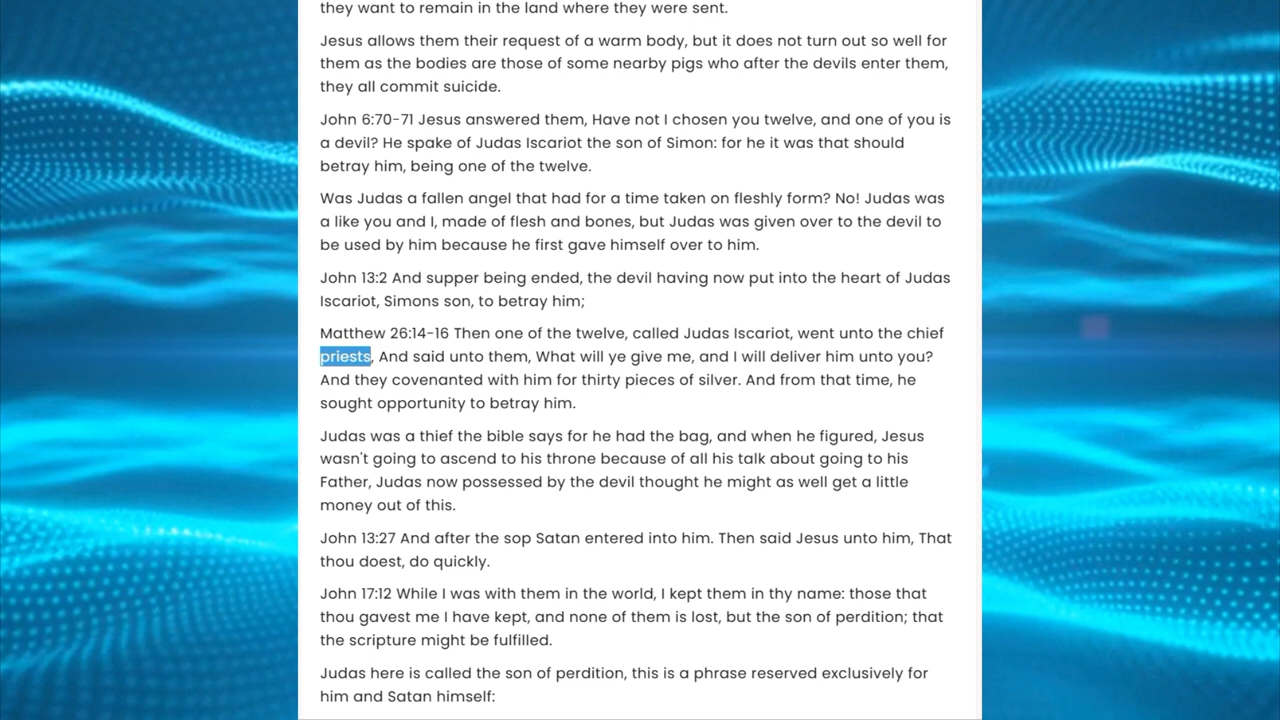 they want to remain in the land where they were sent.
Jesus allows them their request of a warm body, but it does not turn out so well for
them as the bodies are those of some nearby pigs who after the devils enter them,
they all commit suicide.
John 6:70-71 Jesus answered them, Have not I chosen you twelve, and one of you is
a devil? He spake of Judas Iscariot the son of Simon: for he it was that should
betray him, being one of the twelve.
Was Judas a fallen angel that had for a time taken on fleshly form? No! Judas was
a like you and I, made of flesh and bones, but Judas was given over to the devil to
be used by him because he first gave himself over to him.
John 13:2 And supper being ended, the devil having now put into the heart of Judas
Iscariot, Simons son, to betray him;
Matthew 26:14-16 Then one of the twelve, called Judas Iscariot, went unto the chief
priests, And said unto them, What will ye give me, and I will deliver him unto you?
And they covenanted with him for thirty pieces of silver. And from that time, he
sought opportunity to betray him.
Judas was a thief the bible says for he had the bag, and when he figured, Jesus
wasn't going to ascend to his throne because of all his talk about going to his
Father, Judas now possessed by the devil thought he might as well get a little
money out of this.
John 13:27 And after the sop Satan entered into him. Then said Jesus unto him, That
thou doest, do quickly.
John 17:12 While I was with them in the world, I kept them in thy name: those that
thou gavest me I have kept, and none of them is lost, but the son of perdition; that
the scripture might be fulfilled.
Judas here is called the son of perdition, this is a phrase reserved exclusively for
him and Satan himself: